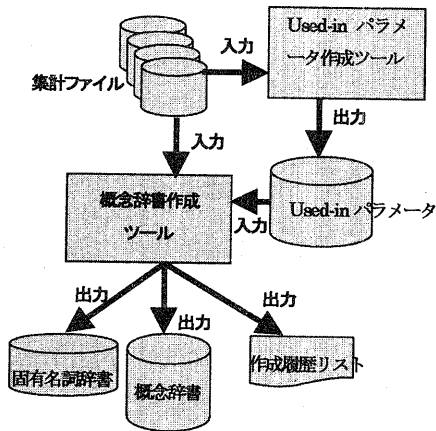 Used-in パラメ
ータ作成ツール
入力
集計ファイル
出力
入力
概念辞書作成
ツール
Used-in パラメータ
入力
出力
出力
出力
固有名詞辞書
概念辞書
作成履歴リスト